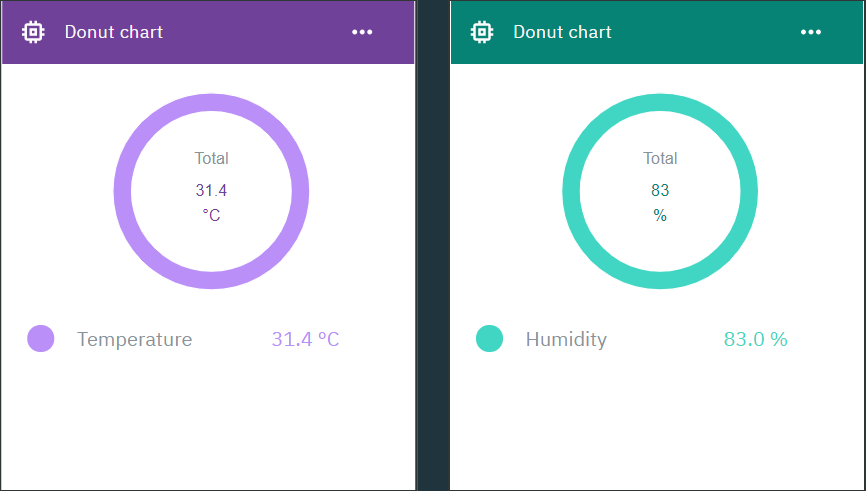 Donut chart
Total
31.4
°C
Temperature 31.4 °C
Donut chart
Total
83
%
Humidity 83.0 %